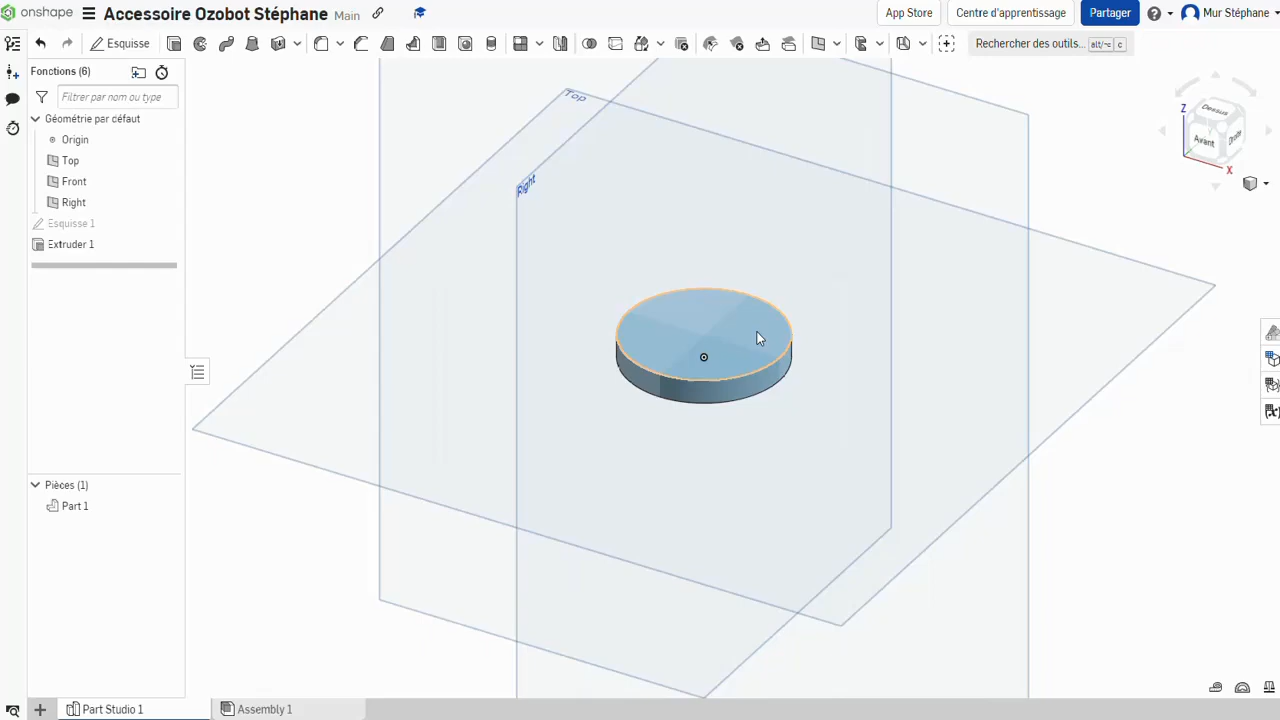 onshape Accessoire Ozobot Stéphane Main App Store Centre d'apprentissage Partager Mur Stéphane
Esquisse Rechercher des outils... alt/⌥ c
Fonctions (6)
Filtrer par nom ou type
Géométrie par défaut
Origin
Top
Front
Right
Esquisse 1
Extruder 1
Pièces (1)
Part 1
Top
Right
Z
Dessus
Avant
Droite
X
Part Studio 1 Assembly 1